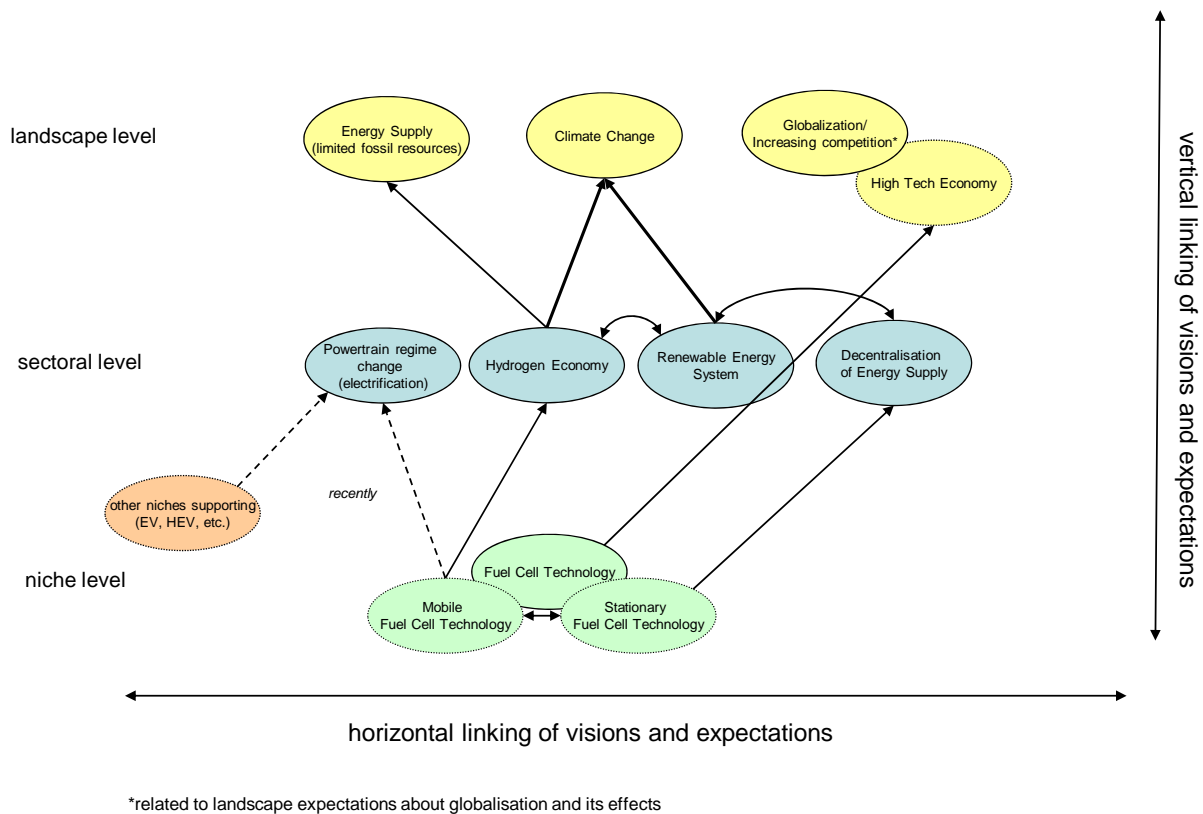 landscape level
Energy Supply
(limited fossil resources)
Climate Change
Globalization/
Increasing competition*
High Tech Economy
sectoral level
Powertrain regime
change
(electrification)
Hydrogen Economy
Renewable Energy
System
Decentralisation
of Energy Supply
other niches supporting
(EV, HEV, etc.)
recently
niche level
Fuel Cell Technology
Mobile
Fuel Cell Technology
Stationary
Fuel Cell Technology
vertical linking of visions and expectations
horizontal linking of visions and expectations
*related to landscape expectations about globalisation and its effects